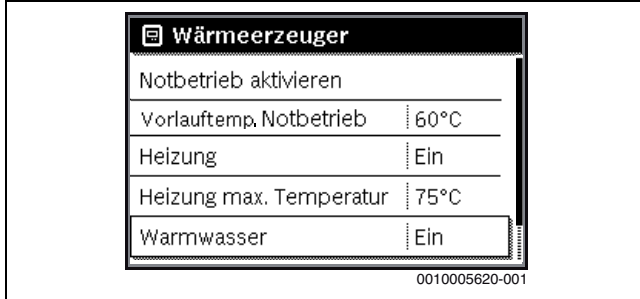 Wärmeerzeuger
Notbetrieb aktivieren
Vorlauftemp. Notbetrieb 60°C
Heizung Ein
Heizung max. Temperatur 75°C
Warmwasser Ein
0010005620-001